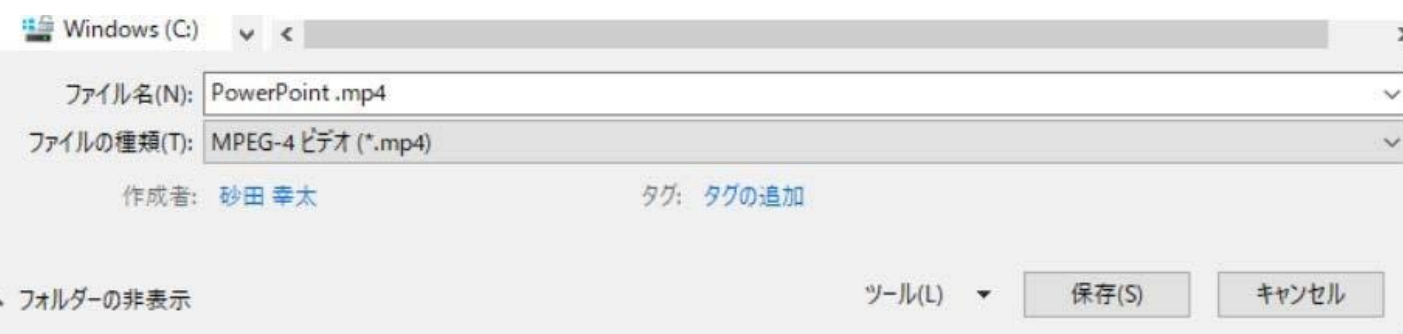 Windows (C:)
ファイル名(N): PowerPoint .mp4
ファイルの種類(T): MPEG-4 ビデオ (*.mp4)
作成者: 砂田 幸太 タグ: タグの追加
フォルダーの非表示 ツール(L) 保存(S) キャンセル